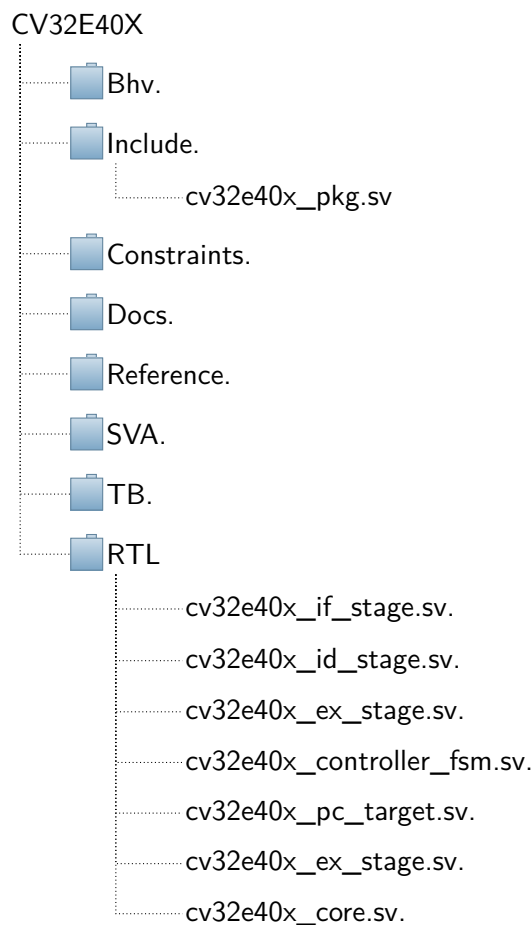 CV32E40X
Bhv.
Include.
cv32e40x_pkg.sv
Constraints.
Docs.
Reference.
SVA.
TB.
RTL
cv32e40x_if_stage.sv.
cv32e40x_id_stage.sv.
cv32e40x_ex_stage.sv.
cv32e40x_controller_fsm.sv.
cv32e40x_pc_target.sv.
cv32e40x_ex_stage.sv.
cv32e40x_core.sv.